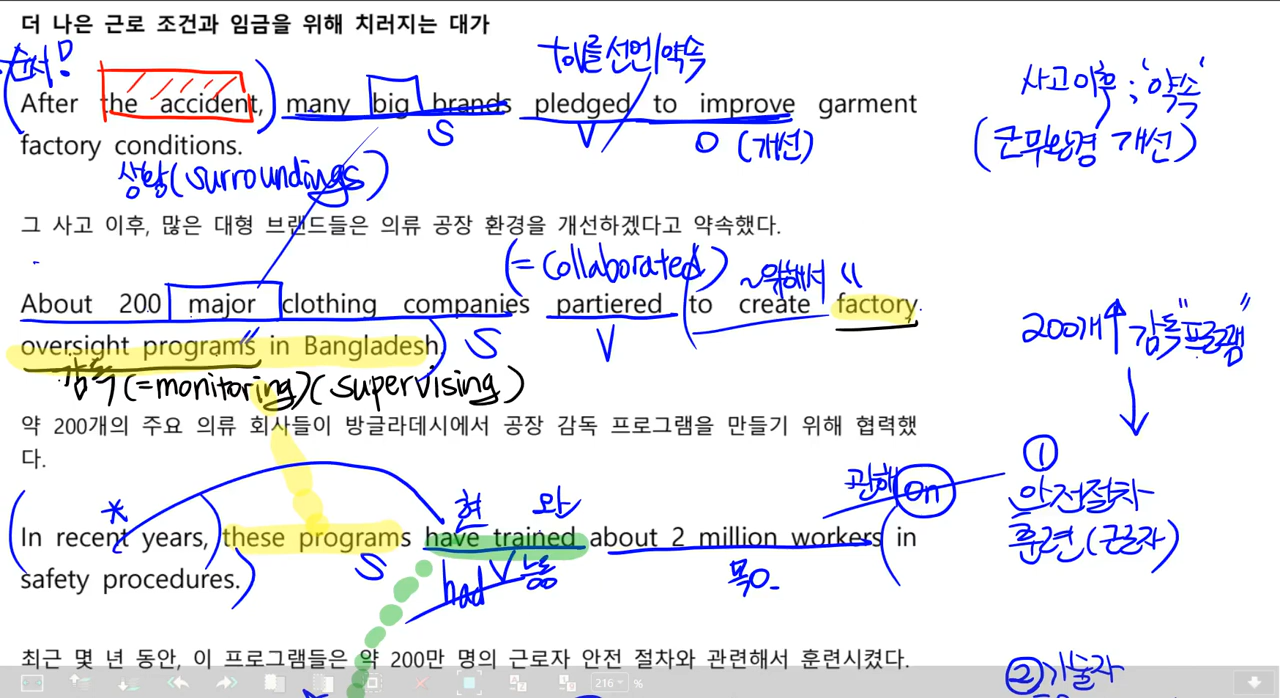 더 나은 근로 조건과 임금을 위해 치러지는 대가
순서!
to를 선언/약속
After the accident, many big brands pledged to improve garment
S V O (개선)
factory conditions.
사고이후 ; '약속'
(근무환경 개선)
상황(surroundings)
그 사고 이후, 많은 대형 브랜드들은 의류 공장 환경을 개선하겠다고 약속했다.
(= collaborated)
~위해서
About 200 major clothing companies partiered to create factory
S V
oversight programs in Bangladesh.
200개↑ "감독프로그램"
감독(=monitoring)(supervising)
약 200개의 주요 의류 회사들이 방글라데시에서 공장 감독 프로그램을 만들기 위해 협력했
다.
①
안전절차
훈련(근로자)
* 현 완 관해 on
In recent years, these programs have trained about 2 million workers in
S had V 능동 목O.
safety procedures.
최근 몇 년 동안, 이 프로그램들은 약 200만 명의 근로자 안전 절차와 관련해서 훈련시켰다.
②기술자
216 %